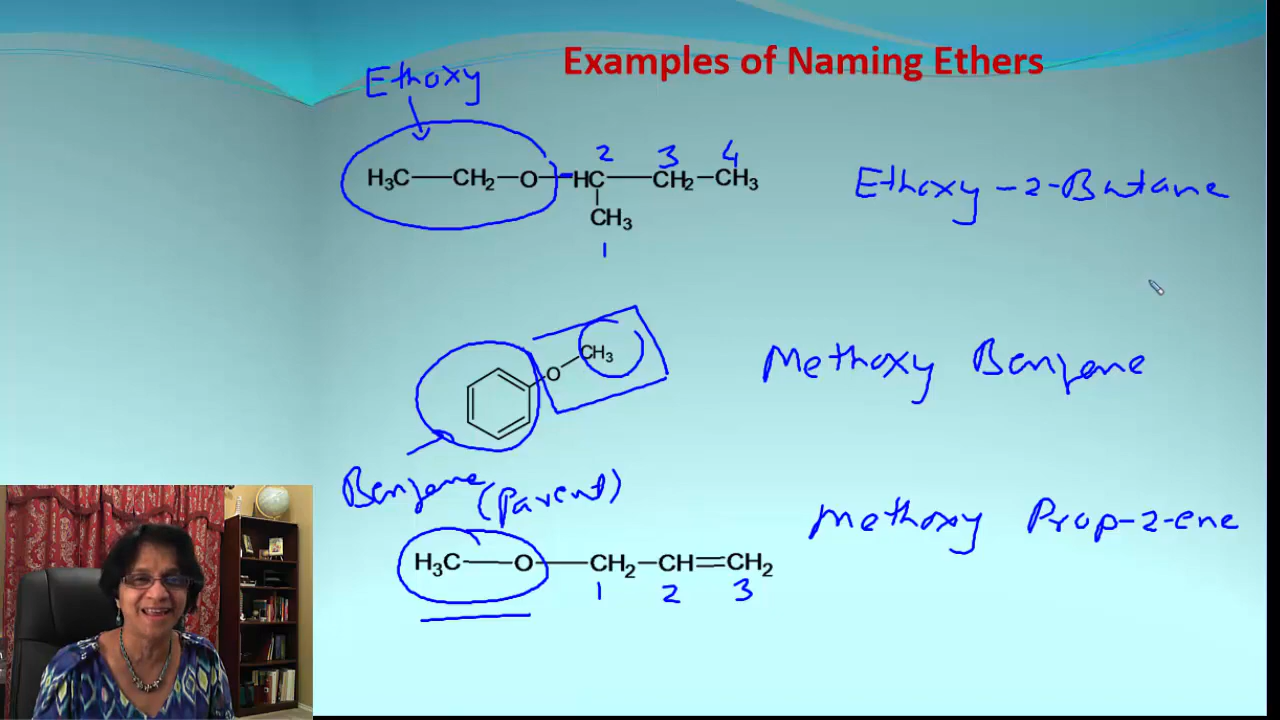 Examples of Naming Ethers
Ethoxy
2 3 4
H₃C—CH₂—O—HC—CH₂—CH₃
CH₃
1
Ethoxy-2-Butane
O CH₃
Methoxy Benzene
Benzene (Parent)
Methoxy Prop-2-ene
H₃C—O—CH₂—CH=CH₂
1 2 3